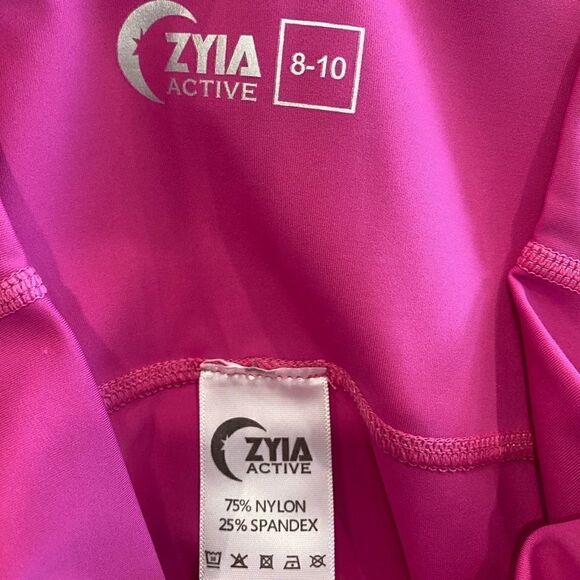 ZYIA
ACTIVE
8-10
ZYIA
ACTIVE
75% NYLON
25% SPANDEX